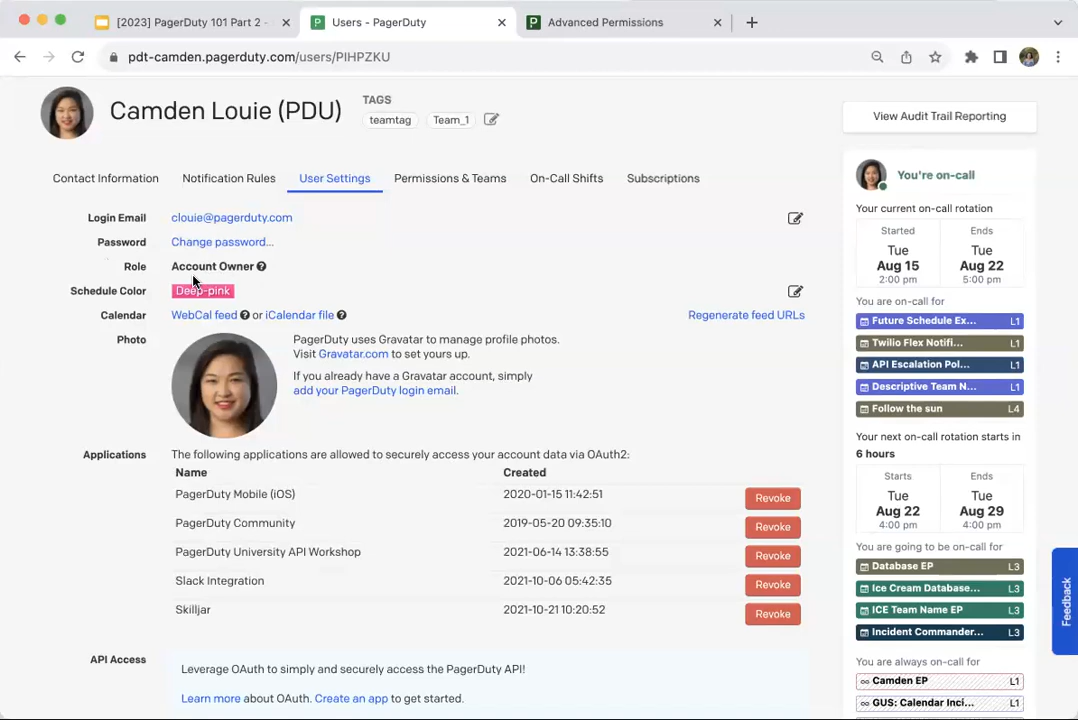 [2023] PagerDuty 101 Part 2 -
Users - PagerDuty
Advanced Permissions
pdt-camden.pagerduty.com/users/PIHPZKU
Camden Louie (PDU)
TAGS
teamtag
Team_1
View Audit Trail Reporting
Contact Information
Notification Rules
User Settings
Permissions & Teams
On-Call Shifts
Subscriptions
Login Email
clouie@pagerduty.com
Password
Change password...
Role
Account Owner
Schedule Color
Deep-pink
Calendar
WebCal feed or iCalendar file
Regenerate feed URLs
Photo
PagerDuty uses Gravatar to manage profile photos.
Visit Gravatar.com to set yours up.
If you already have a Gravatar account, simply
add your PagerDuty login email.
Applications
The following applications are allowed to securely access your account data via OAuth2:
Name Created
PagerDuty Mobile (iOS) 2020-01-15 11:42:51 Revoke
PagerDuty Community 2019-05-20 09:35:10 Revoke
PagerDuty University API Workshop 2021-06-14 13:38:55 Revoke
Slack Integration 2021-10-06 05:42:35 Revoke
Skilljar 2021-10-21 10:20:52 Revoke
API Access
Leverage OAuth to simply and securely access the PagerDuty API!
Learn more about OAuth. Create an app to get started.
You're on-call
Your current on-call rotation
Started Ends
Tue Tue
Aug 15 Aug 22
2:00 pm 5:00 pm
You are on-call for
Future Schedule Ex... L1
Twilio Flex Notifi... L1
API Escalation Pol... L1
Descriptive Team N... L1
Follow the sun L4
Your next on-call rotation starts in
6 hours
Starts Ends
Tue Tue
Aug 22 Aug 29
4:00 pm 4:00 pm
You are going to be on-call for
Database EP L3
Ice Cream Database... L3
ICE Team Name EP L3
Incident Commander... L3
You are always on-call for
Camden EP L1
GUS: Calendar Inci... L1
Feedback